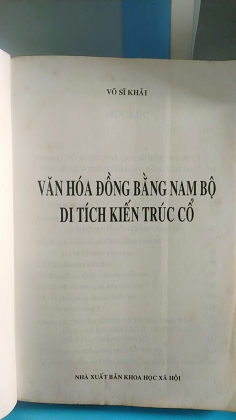 VÕ SĨ KHẢI
VĂN HÓA ĐỒNG BẰNG NAM BỘ
DI TÍCH KIẾN TRÚC CỔ
NHÀ XUẤT BẢN KHOA HỌC XÃ HỘI